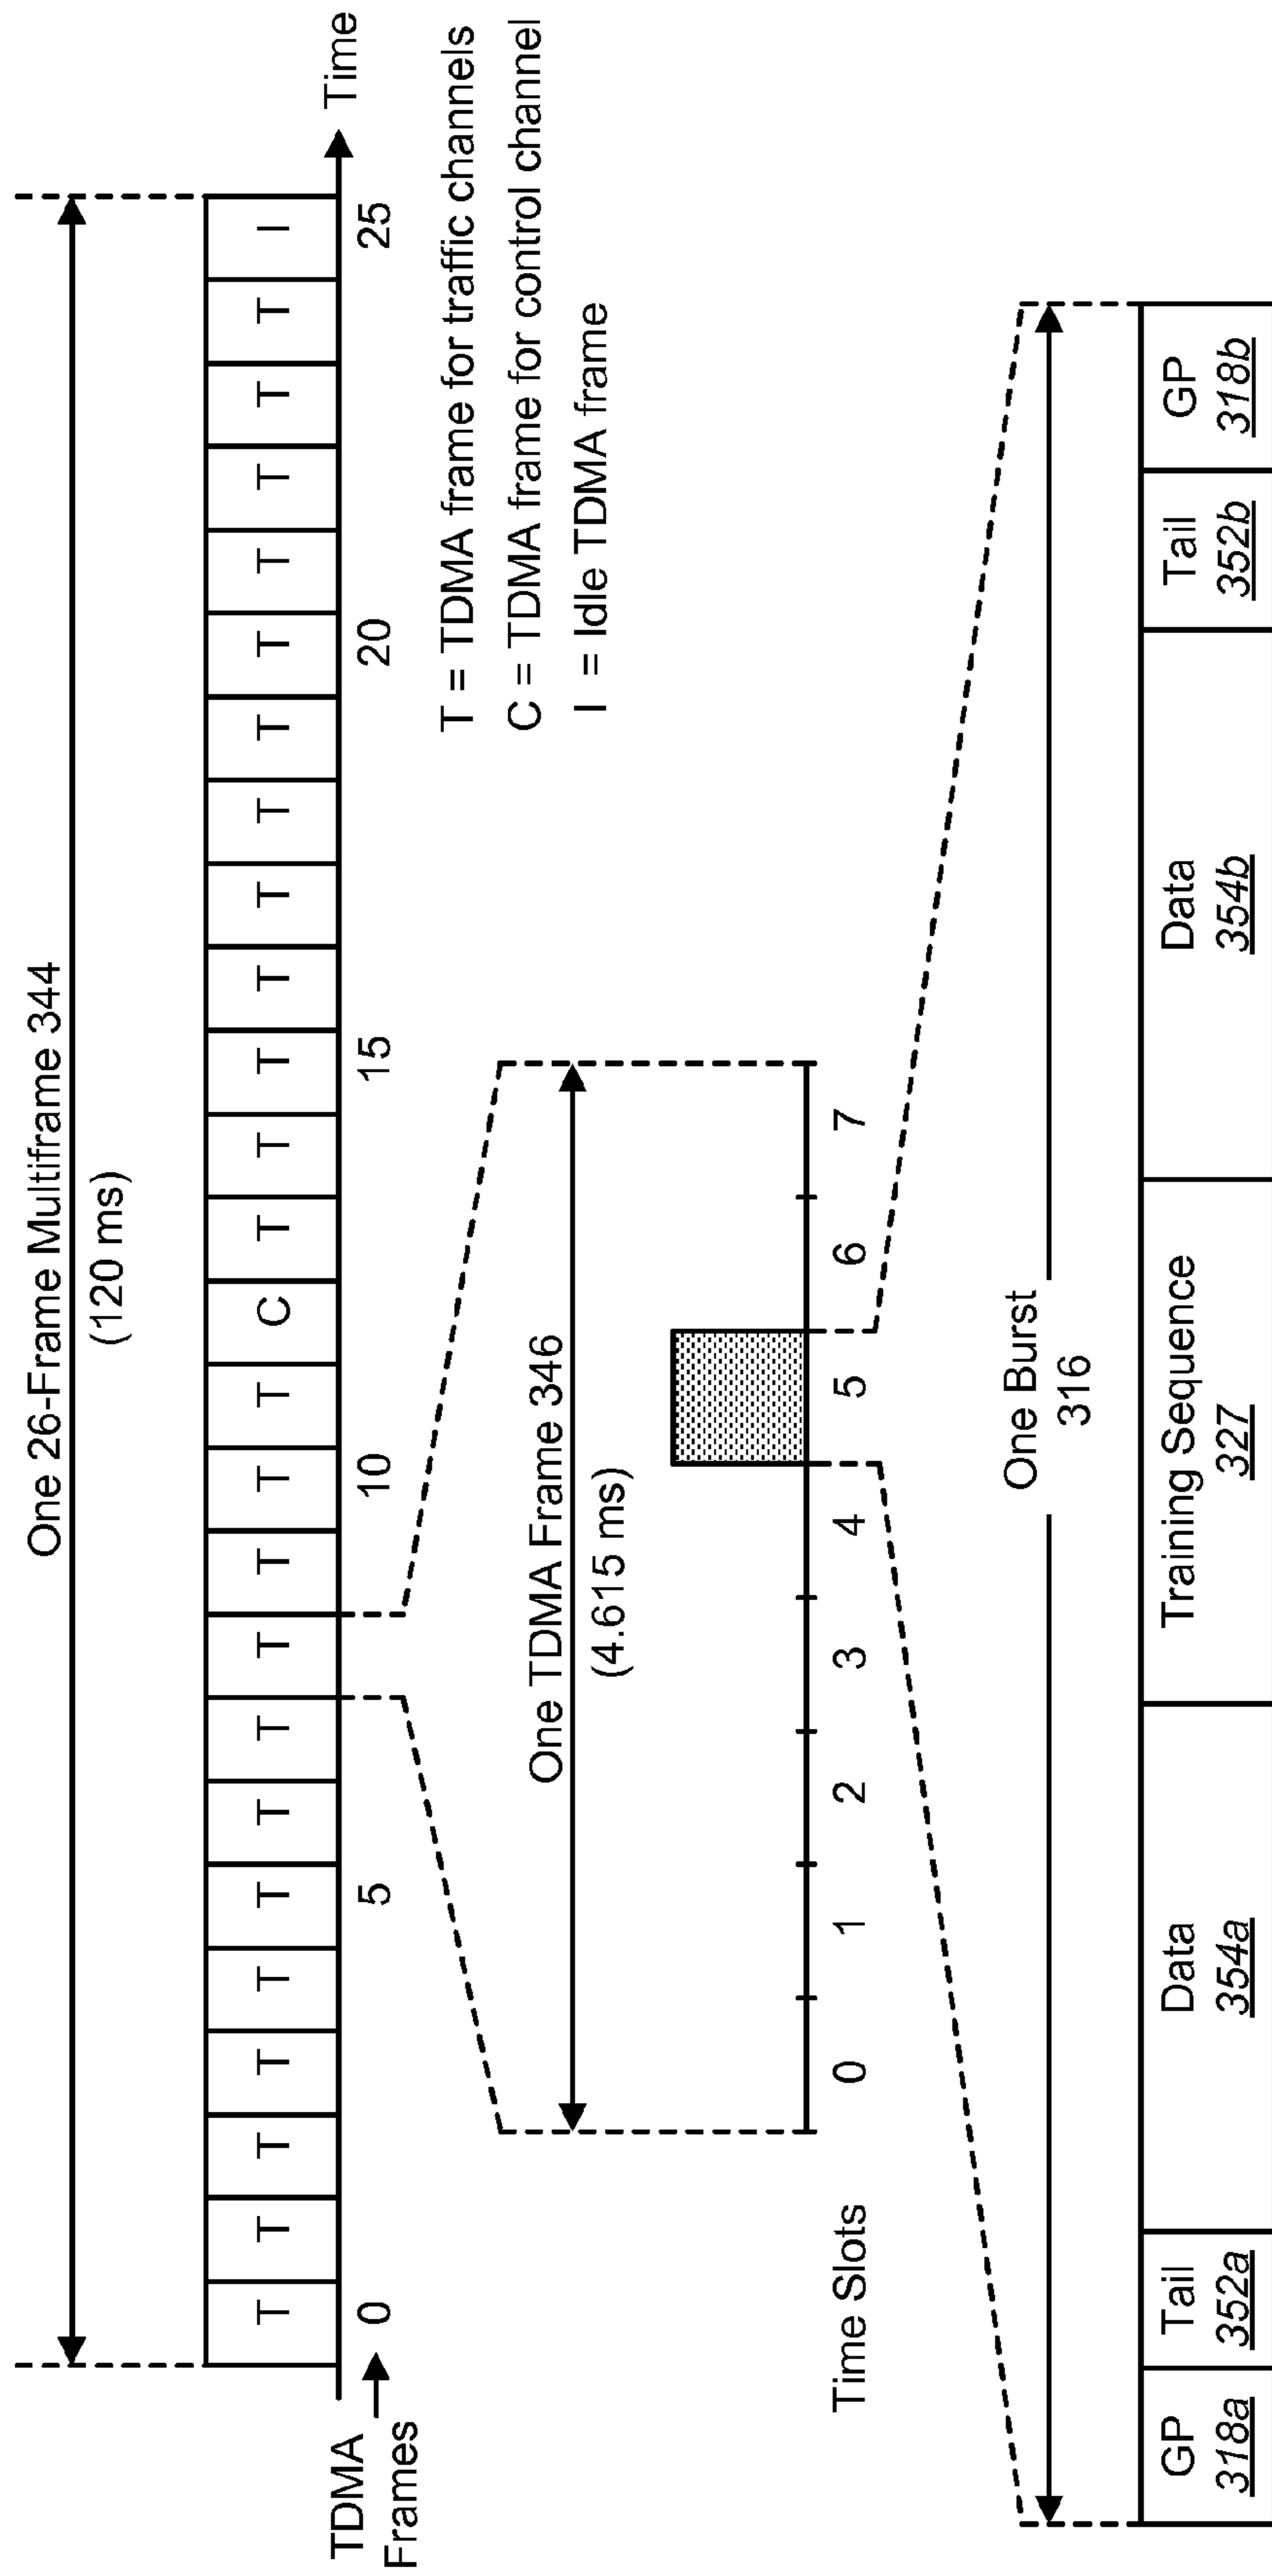 One 26-Frame Multiframe 344
(120 ms)
T T T T T T T T T T T T C T T T T T T T T T T T T I
TDMA
Frames
0 5 10 15 20 25
Time
T = TDMA frame for traffic channels
C = TDMA frame for control channel
I = Idle TDMA frame
One TDMA Frame 346
(4.615 ms)
Time Slots
0 1 2 3 4 5 6 7
One Burst
316
GP
318a
Tail
352a
Data
354a
Training Sequence
327
Data
354b
Tail
352b
GP
318b